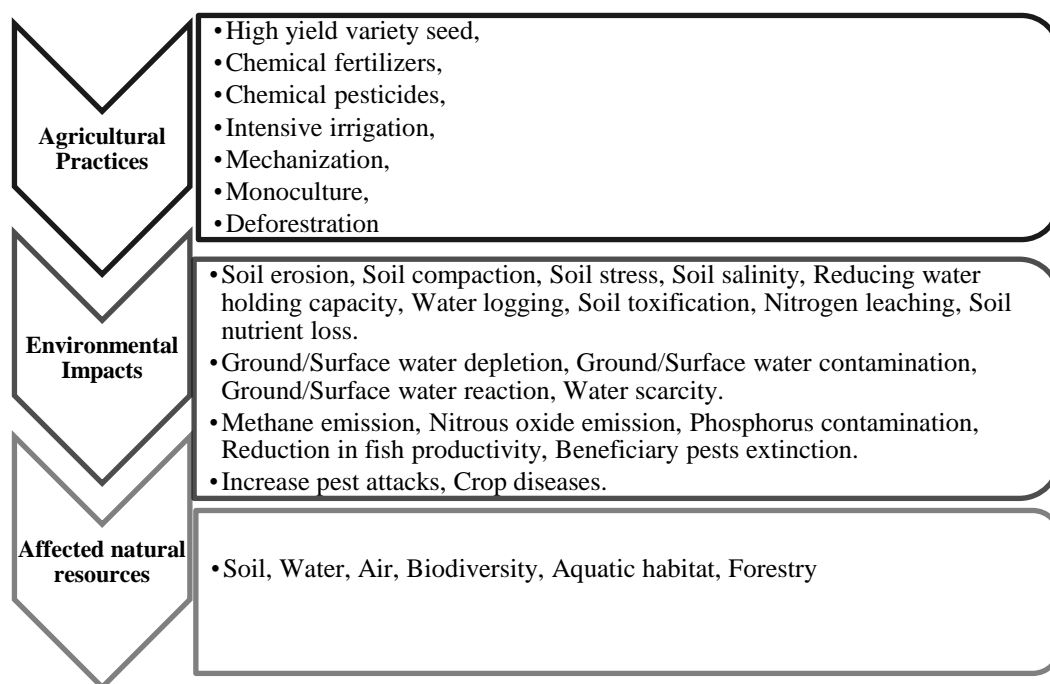 Agricultural
Practices
•High yield variety seed,
•Chemical fertilizers,
•Chemical pesticides,
•Intensive irrigation,
•Mechanization,
•Monoculture,
•Deforestration
Environmental
Impacts
•Soil erosion, Soil compaction, Soil stress, Soil salinity, Reducing water
holding capacity, Water logging, Soil toxification, Nitrogen leaching, Soil
nutrient loss.
•Ground/Surface water depletion, Ground/Surface water contamination,
Ground/Surface water reaction, Water scarcity.
•Methane emission, Nitrous oxide emission, Phosphorus contamination,
Reduction in fish productivity, Beneficiary pests extinction.
•Increase pest attacks, Crop diseases.
Affected natural
resources
•Soil, Water, Air, Biodiversity, Aquatic habitat, Forestry